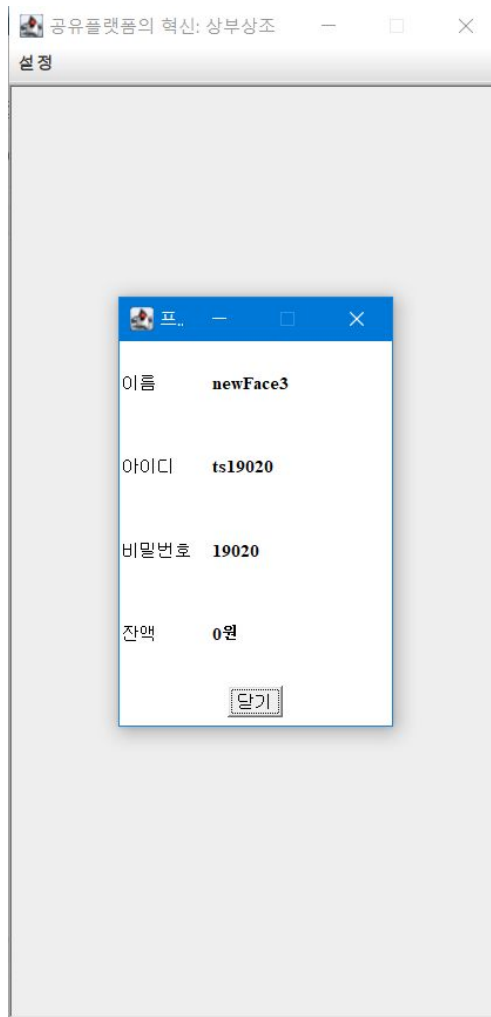 공유플랫폼의 혁신: 상부상조
설정
프..
이름 newFace3
아이디 ts19020
비밀번호 19020
잔액 0원
닫기